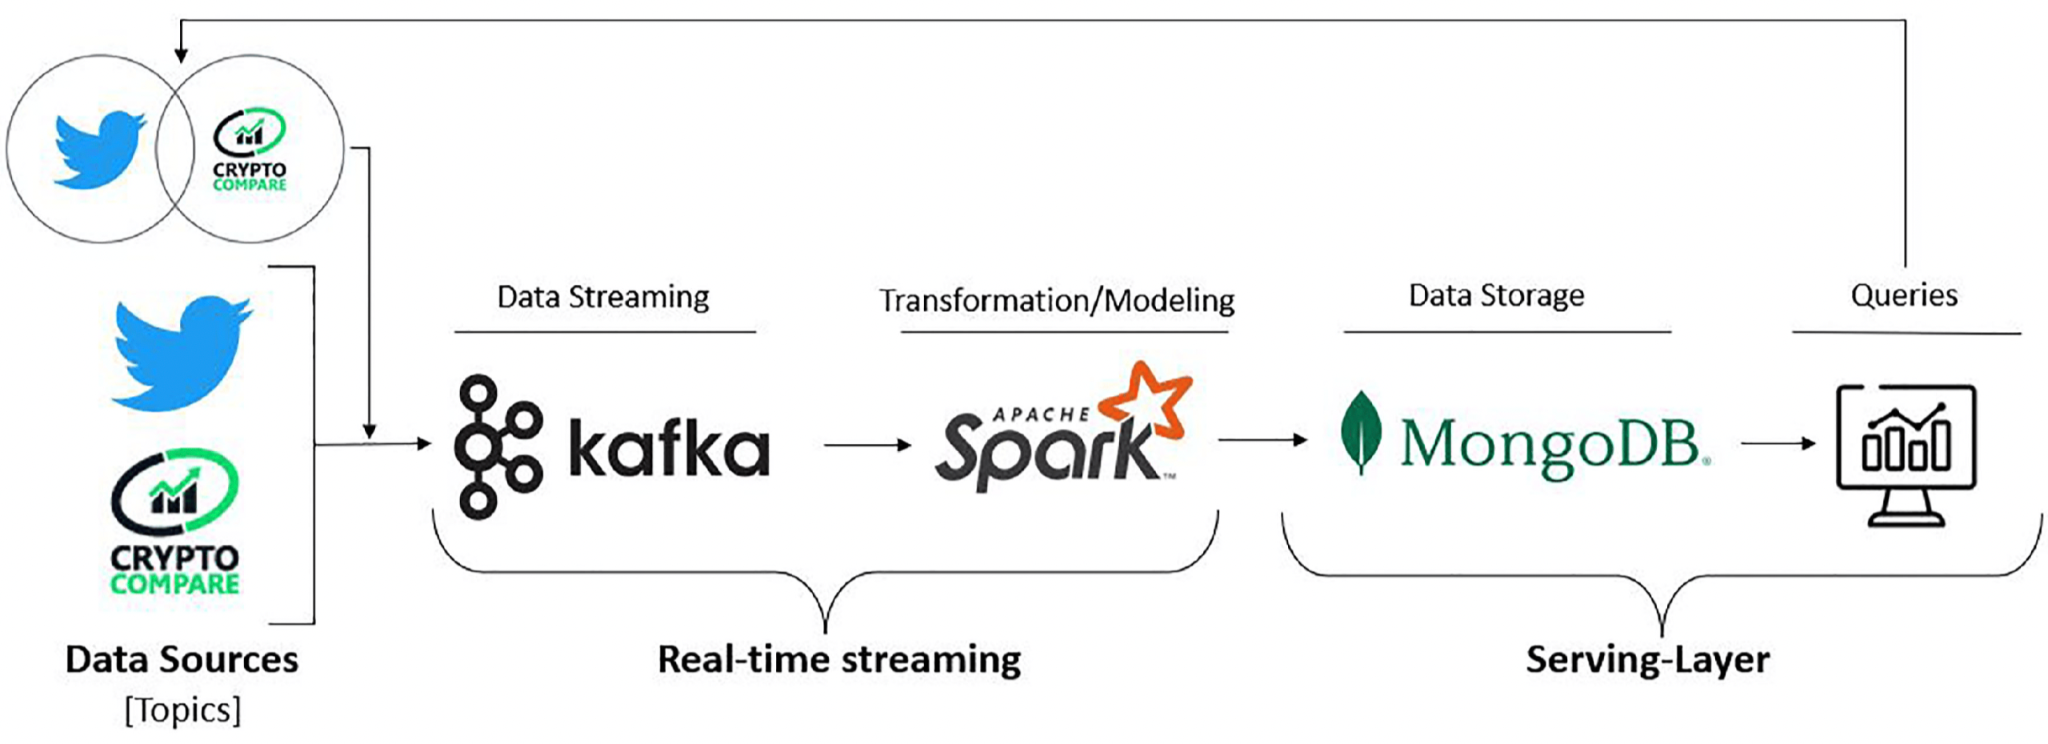 CRYPTO
COMPARE
Data Streaming
Transformation/Modeling
Data Storage
Queries
kafka
APACHE
Spark™
MongoDB®
CRYPTO
COMPARE
Data Sources
[Topics]
Real-time streaming
Serving-Layer